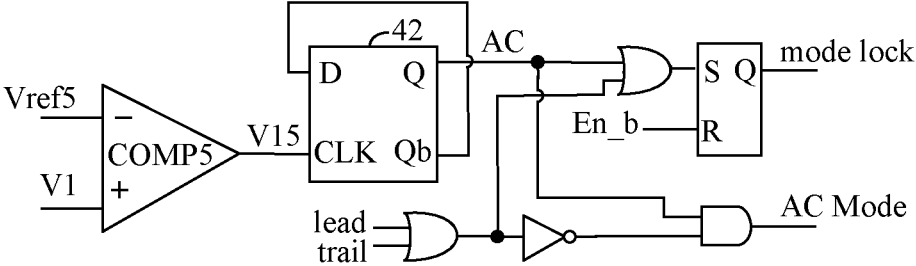 42
AC
D
Q
S
Q
mode lock
Vref5
−
COMP5
V15
CLK
Qb
En_b
R
V1
+
lead
trail
AC Mode